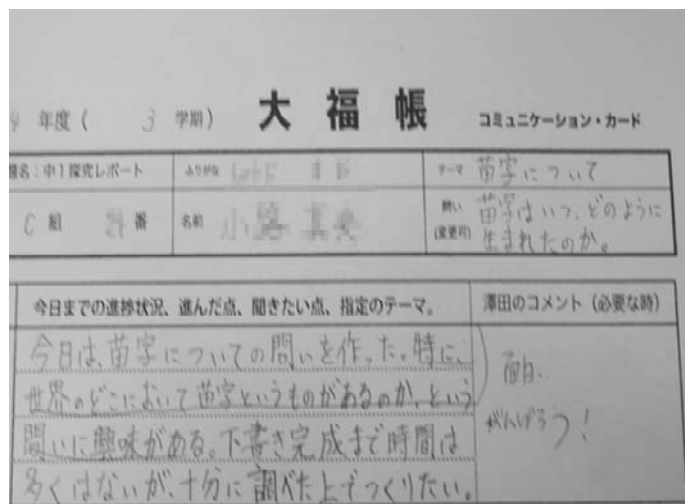 4 年度 ( 3 学期) 大福帳 コミュニケーション・カード
名:中1探究レポート ふりがな テーマ 苗字について
C 組 番 名前 問い (変更可) 苗字はいつ、どのように
生まれたのか。
今日までの進捗状況、進んだ点、聞きたい点、指定のテーマ。 澤田のコメント (必要な時)
今日は、苗字についての問いを作った。特に、
世界のどこにおいて苗字というものがあるのか、という
問いに興味がある。下書き完成まで時間は
多くはないが、十分に調べた上でつくりたい。
面白
がんばろう!